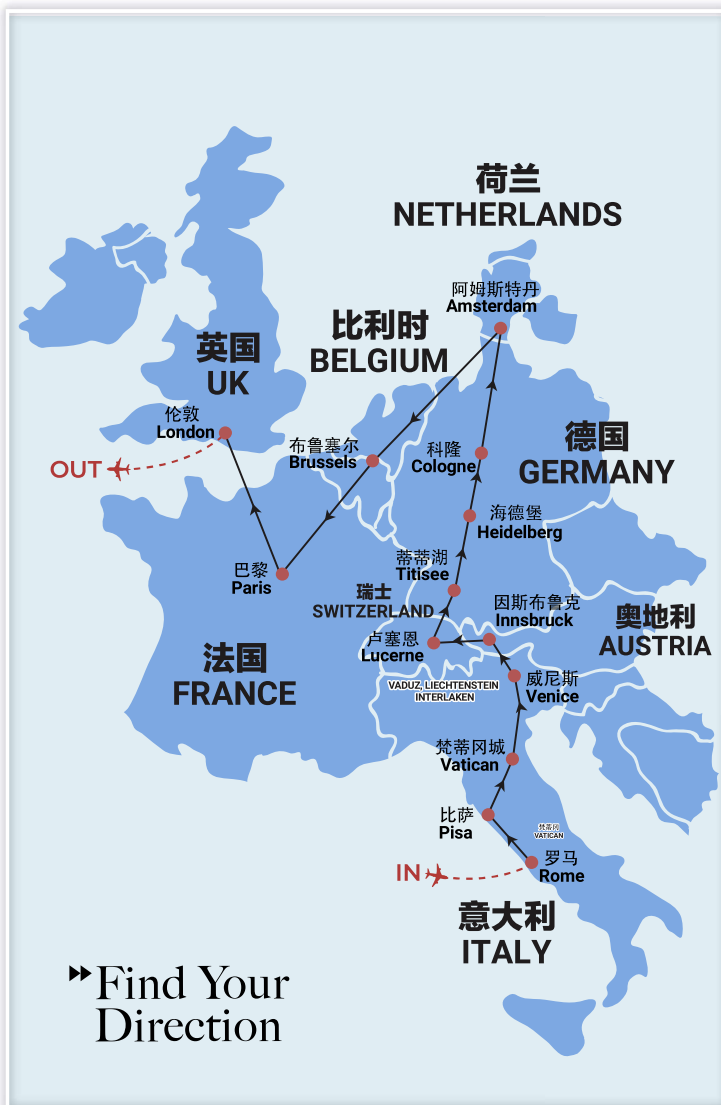 荷兰
NETHERLANDS
阿姆斯特丹
Amsterdam
比利时
BELGIUM
英国
UK
伦敦
London
OUT
布鲁塞尔
Brussels
科隆
Cologne
德国
GERMANY
海德堡
Heidelberg
蒂蒂湖
Titisee
巴黎
Paris
瑞士
SWITZERLAND
因斯布鲁克
Innsbruck
奥地利
AUSTRIA
卢塞恩
Lucerne
法国
FRANCE
VADUZ, LIECHTENSTEIN
INTERLAKEN
威尼斯
Venice
梵蒂冈城
Vatican
比萨
Pisa
梵蒂冈
VATICAN
罗马
Rome
IN
意大利
ITALY
Find Your
Direction